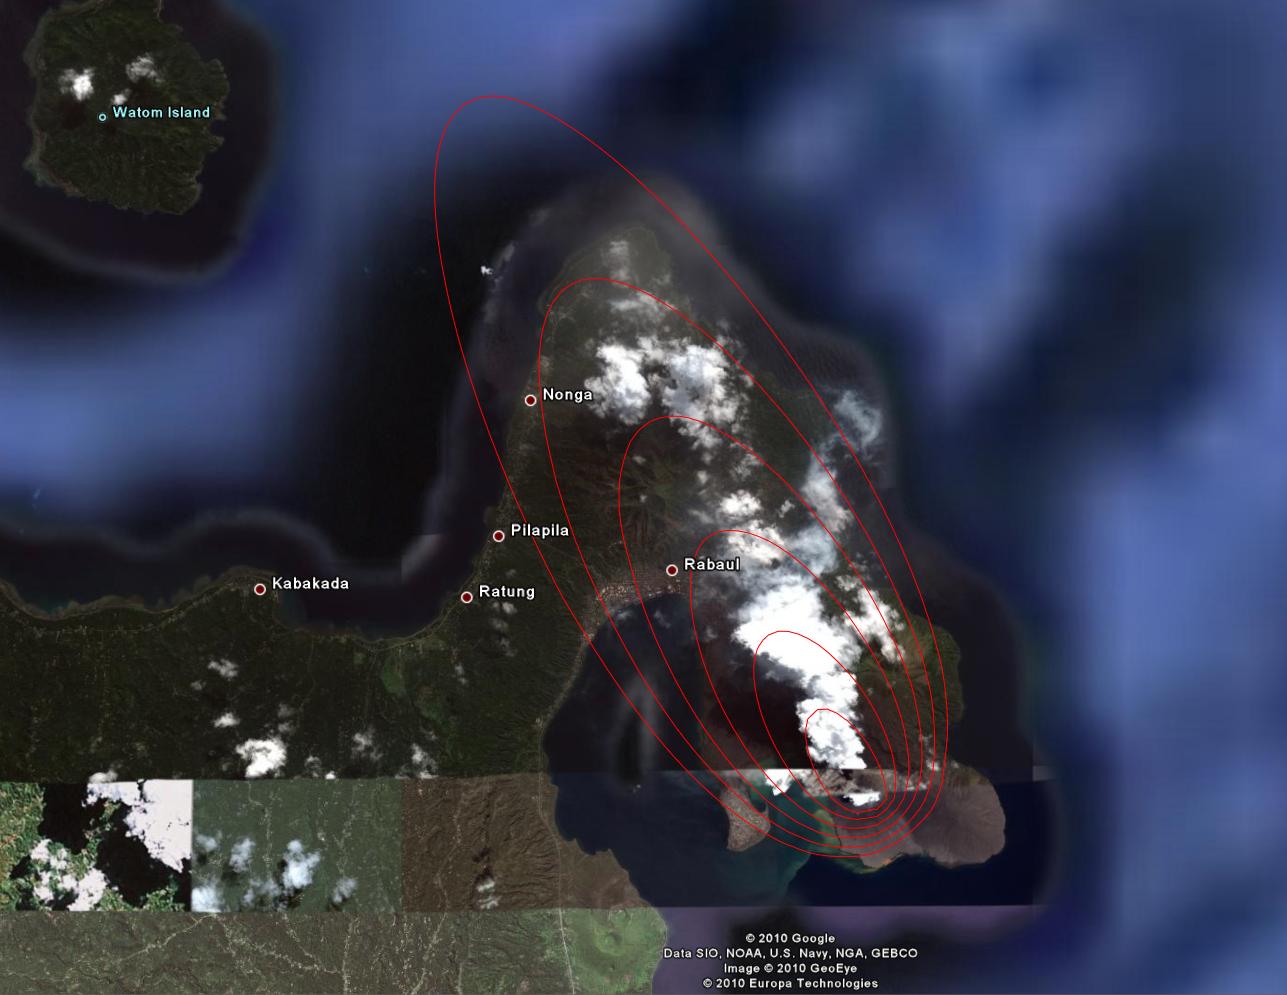 Watom Island
Nonga
Pilapila
Rabaul
Kabakada
Ratung
© 2010 Google
Data SIO, NOAA, U.S. Navy, NGA, GEBCO
Image © 2010 GeoEye
© 2010 Europa Technologies